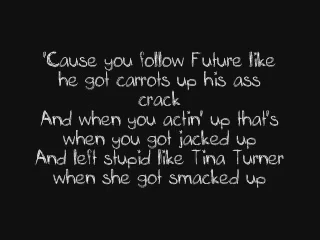 "Cause you follow Future like
he got carrots up his ass
crack
And when you actin' up that's
when you got jacked up
And left stupid like Tina Turner
when she got smacked up